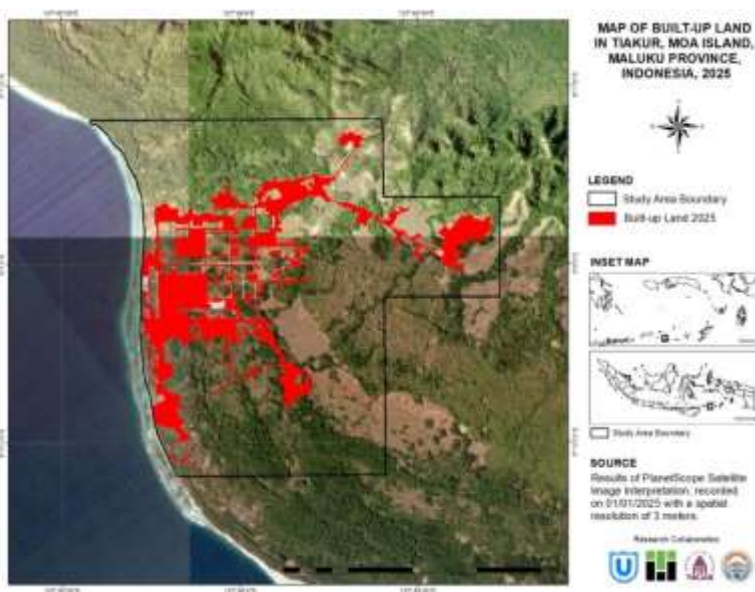 MAP OF BUILT-UP LAND
IN TIAKUR, MOA ISLAND,
MALUKU PROVINCE,
INDONESIA, 2025
LEGEND
Study Area Boundary
Built-up Land 2025
INSET MAP
Study Area Boundary
SOURCE
Results of PlanetScope Satellite
Image Interpretation, recorded
on 01/01/2025 with a spatial
resolution of 3 meters.
Research Collaboration